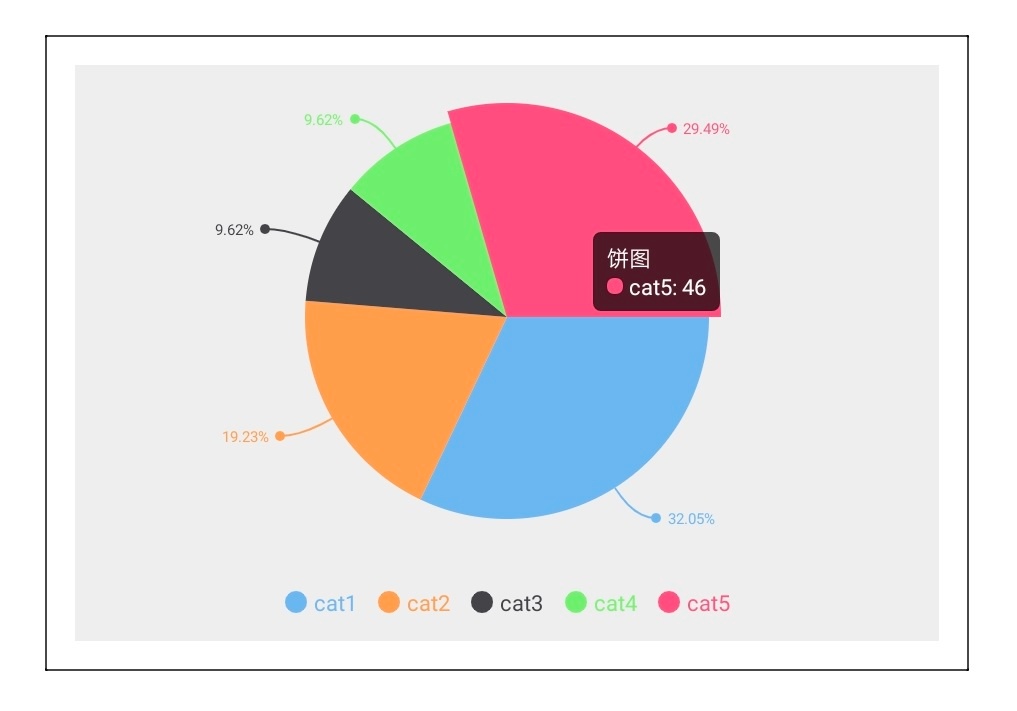 9.62%
29.49%
9.62%
饼图
cat5: 46
19.23%
32.05%
cat1 cat2 cat3 cat4 cat5